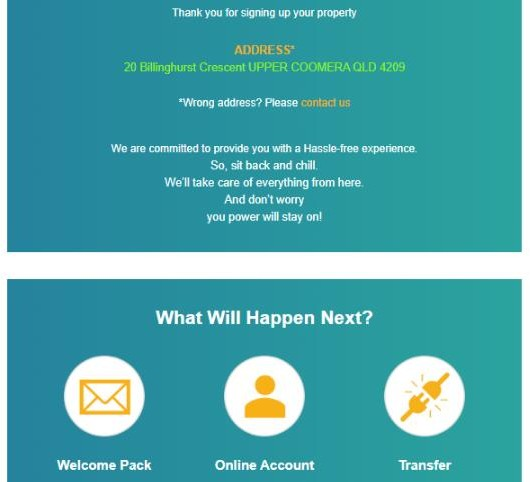 Thank you for signing up your property
ADDRESS*
20 Billinghurst Crescent UPPER COOMERA QLD 4209
*Wrong address? Please contact us
We are committed to provide you with a Hassle-free experience.
So, sit back and chill.
We'll take care of everything from here.
And don't worry
you power will stay on!
What Will Happen Next?
Welcome Pack
Online Account
Transfer